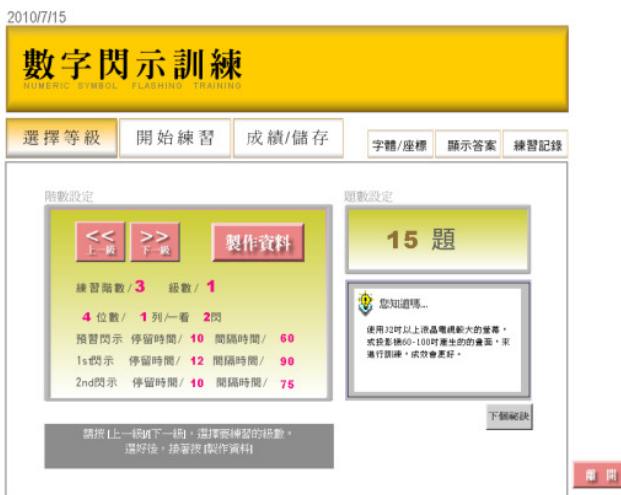 2010/7/15
數字閃示訓練
NUMERIC SYMBOL FLASHING TRAINING
選擇等級 開始練習 成績/儲存 字體/座標 顯示答案 練習記錄
階數設定 題數設定
<< >> 製作資料
上一級 下一級
15 題
練習階數/ 3 級數/ 1
4 位數/ 1 列/一看 2閃
預習閃示 停留時間/ 10 間隔時間/ 60
1st閃示 停留時間/ 12 間隔時間/ 90
2nd閃示 停留時間/ 10 間隔時間/ 75
您知道嗎...
使用32吋以上液晶電視較大的螢幕，
或投影機60-100吋產生的的畫面，來
進行訓練，成效會更好。
下個祕訣
請按[上一級]/[下一級]，選擇要練習的級數。
選好後，接著按[製作資料]
離 開